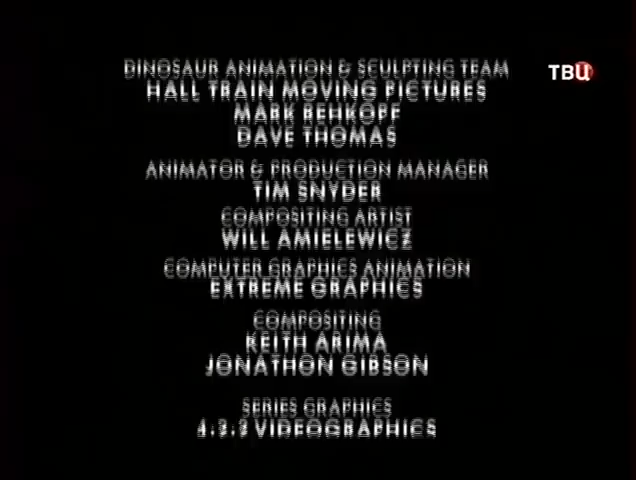 DINOSAUR ANIMATION & SCULPTING TEAM
ТВЦ
HALL TRAIN MOVING PICTURES
MARK REHKOPF
DAVE THOMAS
ANIMATOR & PRODUCTION MANAGER
TIM SNYDER
COMPOSITING ARTIST
WILL AMIELEWICZ
COMPUTER GRAPHICS ANIMATION
EXTREME GRAPHICS
COMPOSITING
KEITH ARIMA
JONATHON GIBSON
SERIES GRAPHICS
VIDEOGRAPHICS